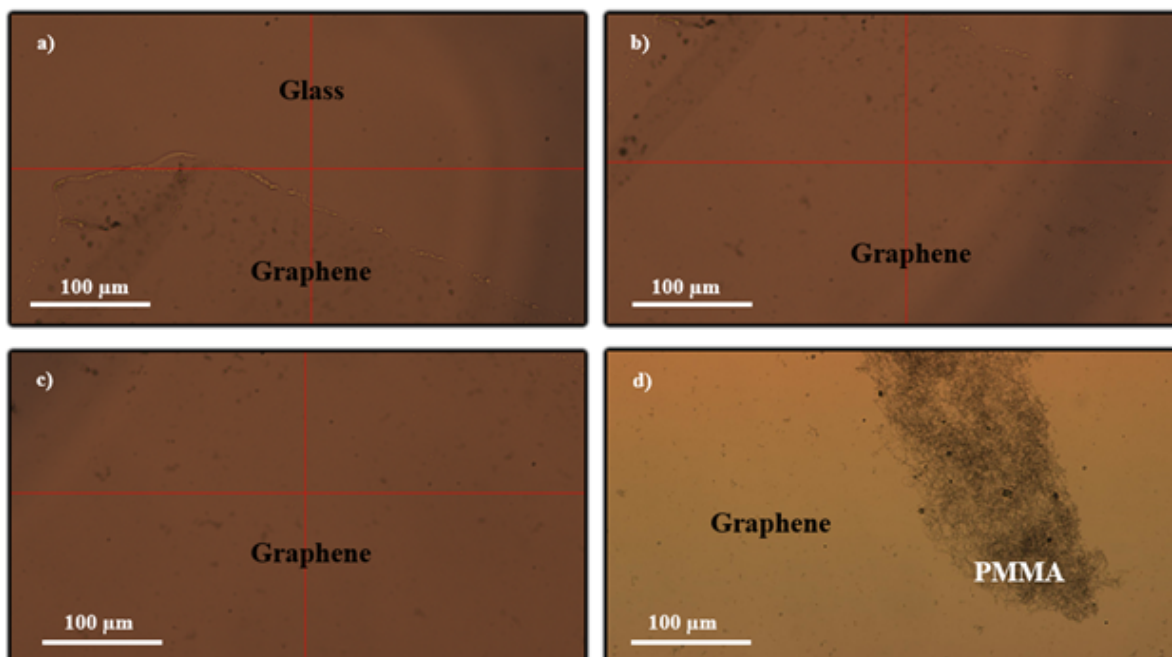 a)
Glass
Graphene
100 µm
b)
Graphene
100 µm
c)
Graphene
100 µm
d)
Graphene
PMMA
100 µm